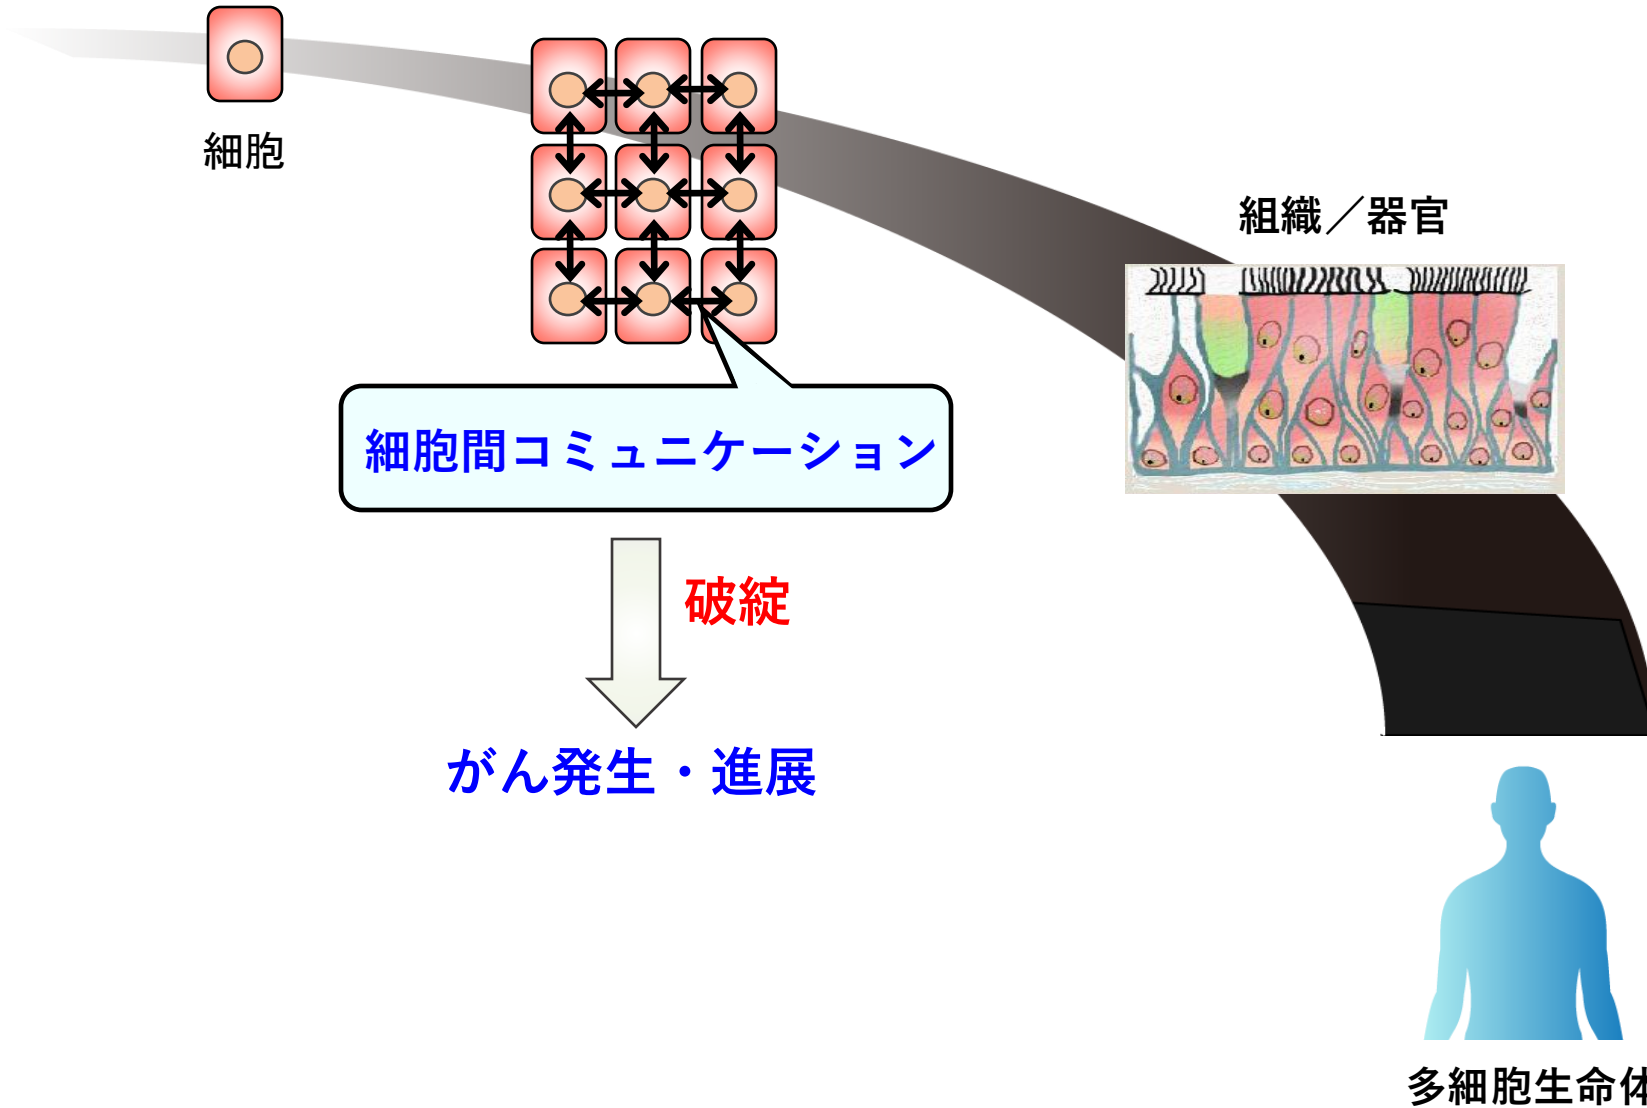 細胞
組織／器官
細胞間コミュニケーション
破綻
がん発生・進展
多細胞生命体